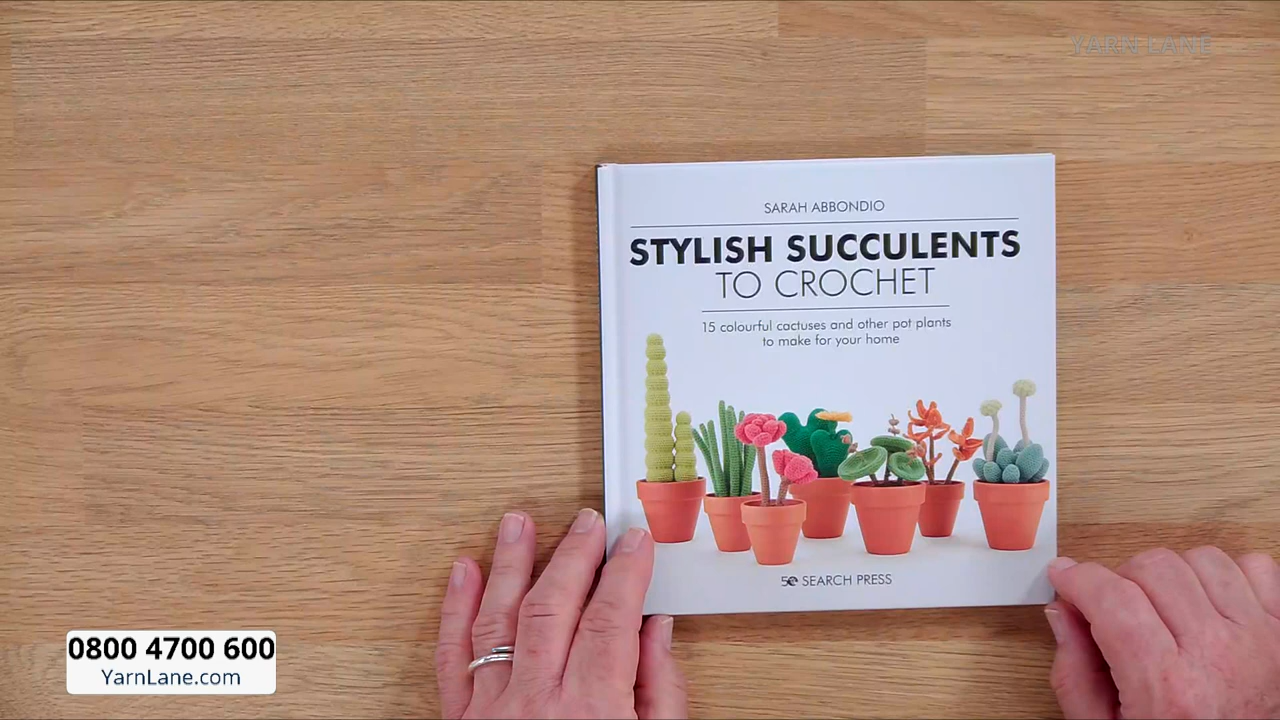 YARN LANE
SARAH ABBONDIO
STYLISH SUCCULENTS
TO CROCHET
15 colourful cactuses and other pot plants
to make for your home
SEARCH PRESS
0800 4700 600
YarnLane.com